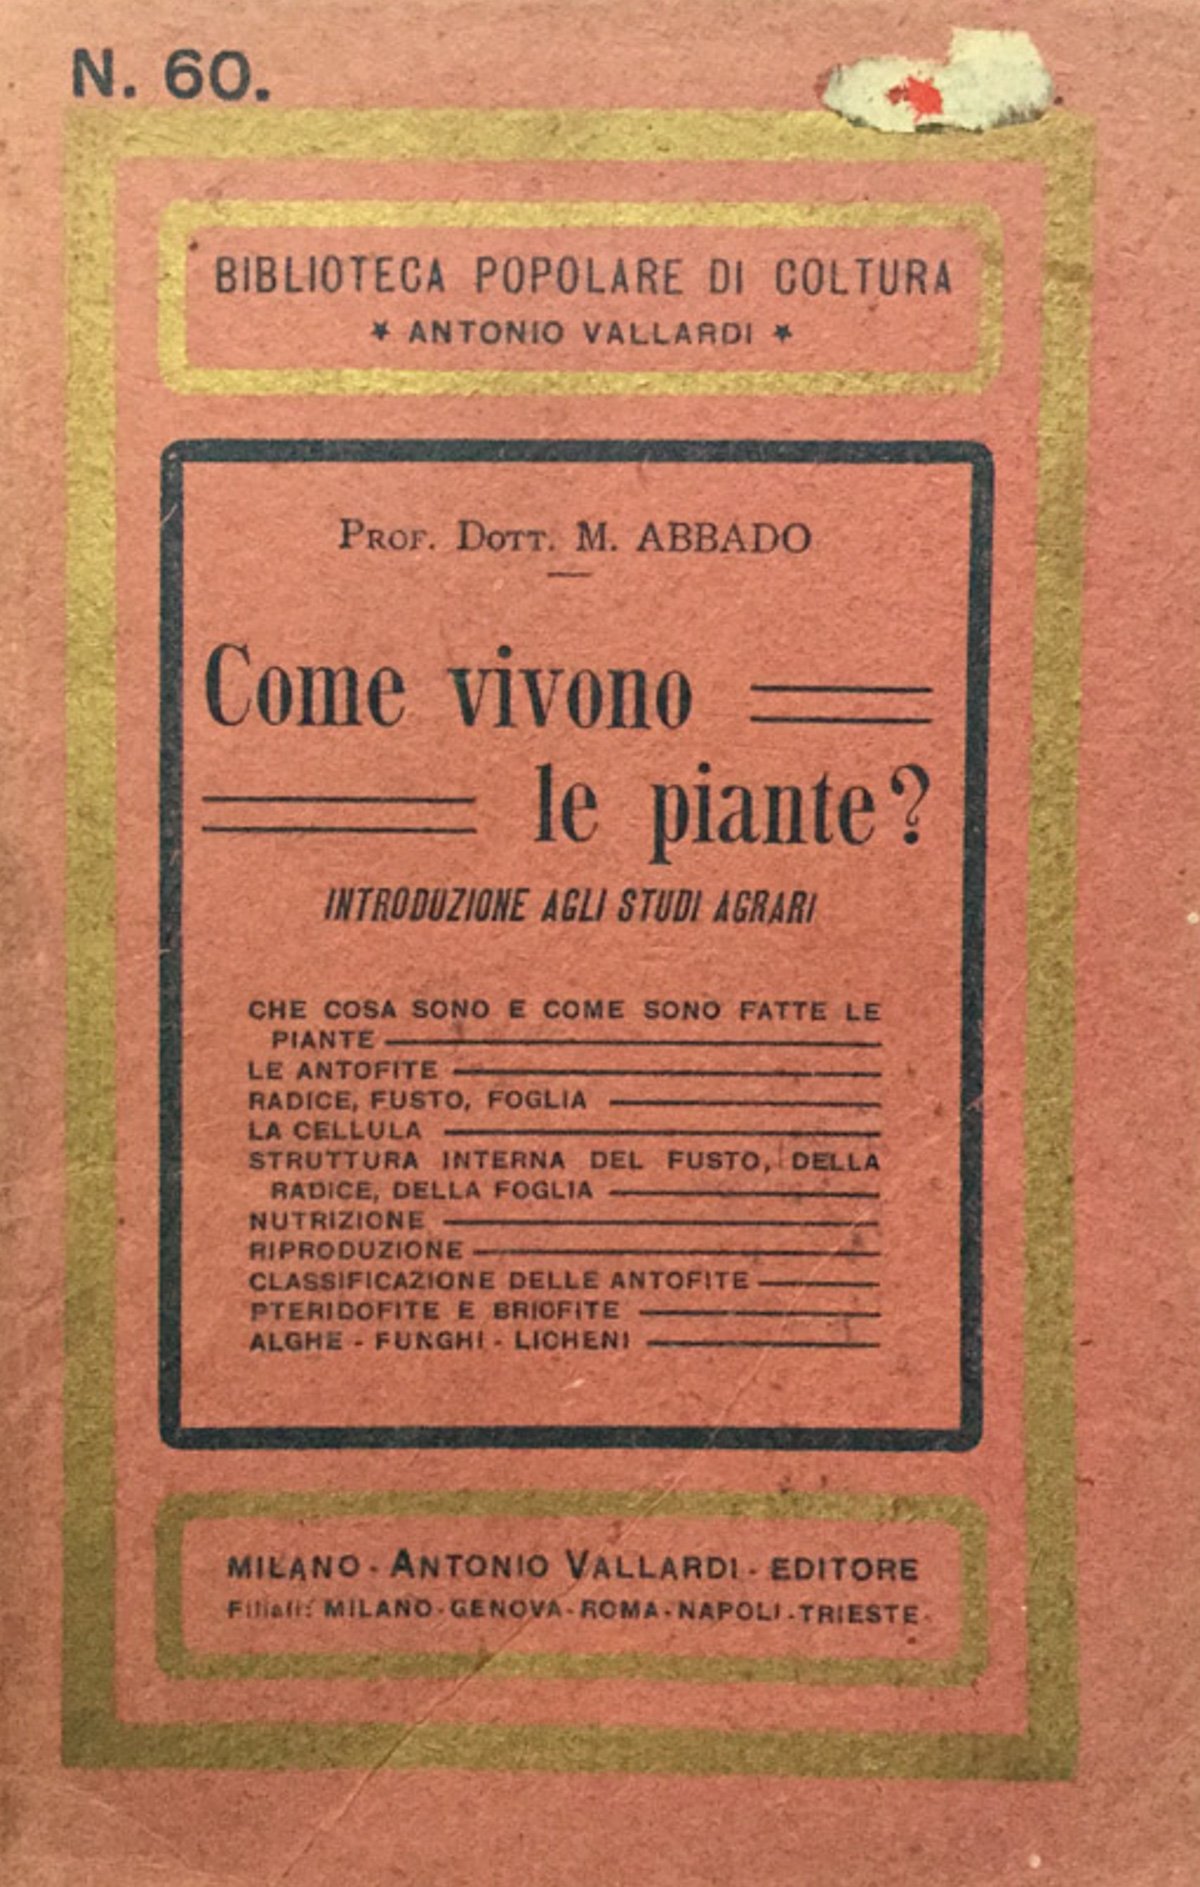 N. 60.
BIBLIOTECA POPOLARE DI COLTURA
★ ANTONIO VALLARDI ★
PROF. DOTT. M. ABBADO
Come vivono
le piante?
INTRODUZIONE AGLI STUDI AGRARI
CHE COSA SONO E COME SONO FATTE LE
PIANTE
LE ANTOFITE
RADICE, FUSTO, FOGLIA
LA CELLULA
STRUTTURA INTERNA DEL FUSTO, DELLA
RADICE, DELLA FOGLIA
NUTRIZIONE
RIPRODUZIONE
CLASSIFICAZIONE DELLE ANTOFITE
PTERIDOFITE E BRIOFITE
ALGHE - FUNGHI - LICHENI
MILANO - ANTONIO VALLARDI - EDITORE
Filiali: MILANO - GENOVA - ROMA - NAPOLI - TRIESTE -